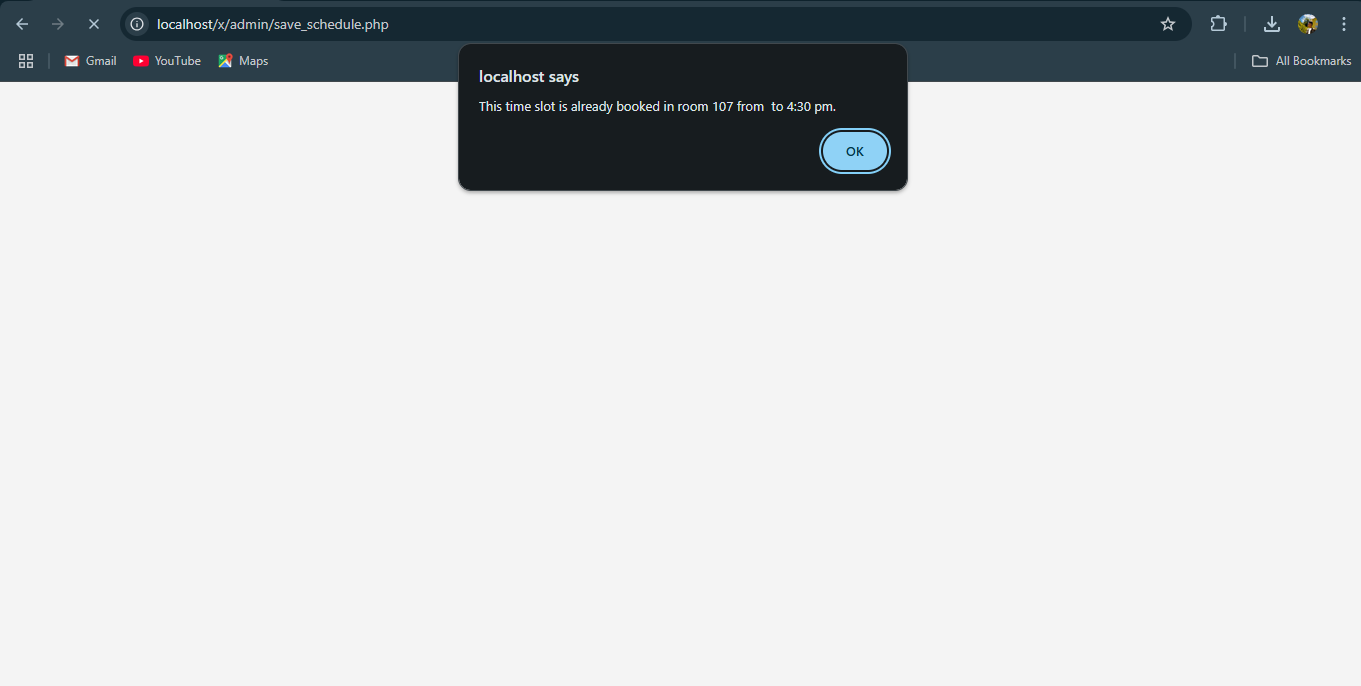 localhost/x/admin/save_schedule.php
Gmail YouTube Maps All Bookmarks
localhost says
This time slot is already booked in room 107 from  to 4:30 pm.
OK